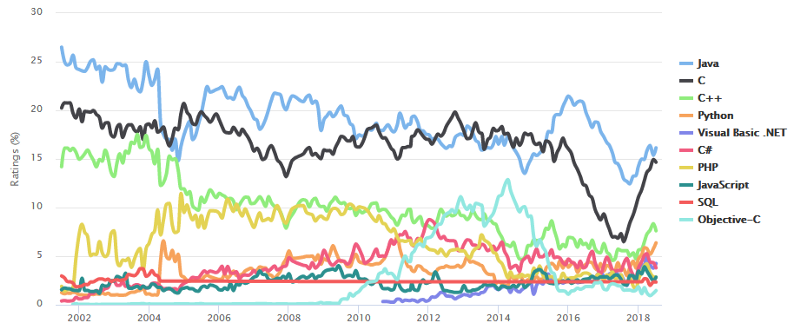 30
25
20
15
10
5
0
Ratings (%)
2002
2004
2006
2008
2010
2012
2014
2016
2018
Java
C
C++
Python
Visual Basic .NET
C#
PHP
JavaScript
SQL
Objective-C